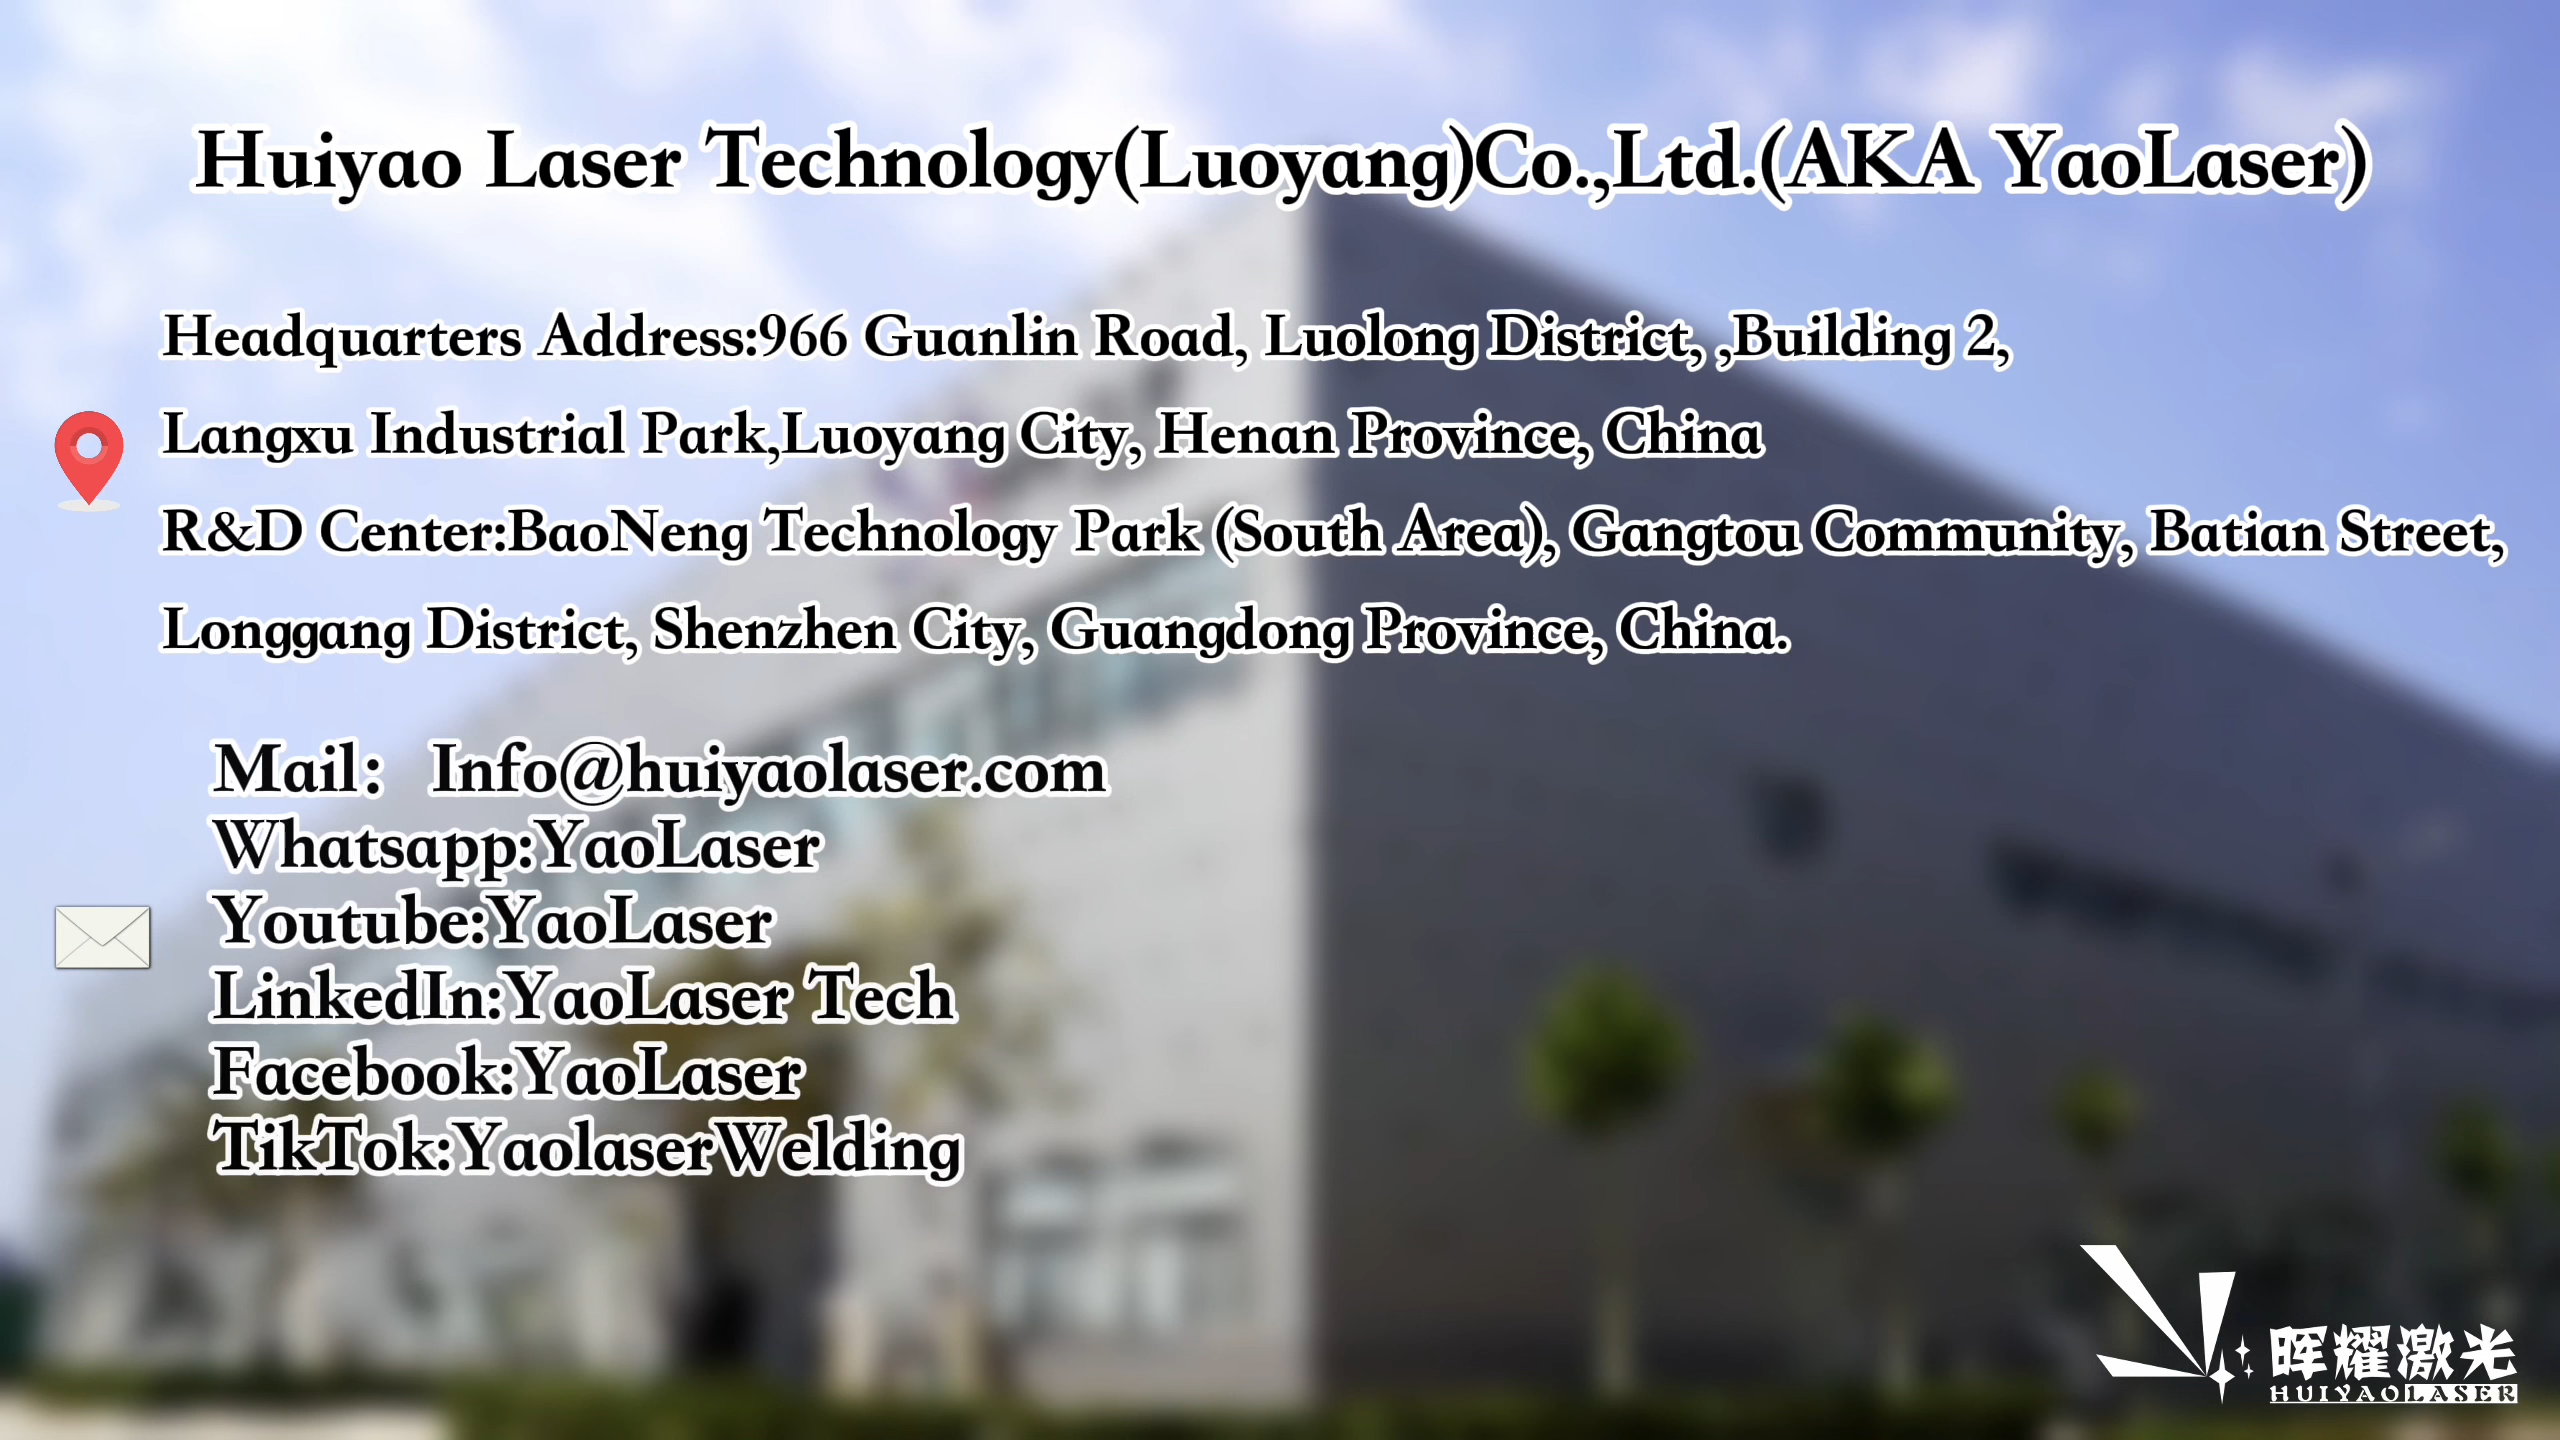 Huiyao Laser Technology(Luoyang)Co.,Ltd.(AKA YaoLaser)
Headquarters Address:966 Guanlin Road, Luolong District, ,Building 2,
Langxu Industrial Park,Luoyang City, Henan Province, China
R&D Center:BaoNeng Technology Park (South Area), Gangtou Community, Batian Street,
Longgang District, Shenzhen City, Guangdong Province, China.
Mail： Info@huiyaolaser.com
Whatsapp:YaoLaser
Youtube:YaoLaser
LinkedIn:YaoLaser Tech
Facebook:YaoLaser
TikTok:YaolaserWelding
晖耀激光
HUIYAOLASER